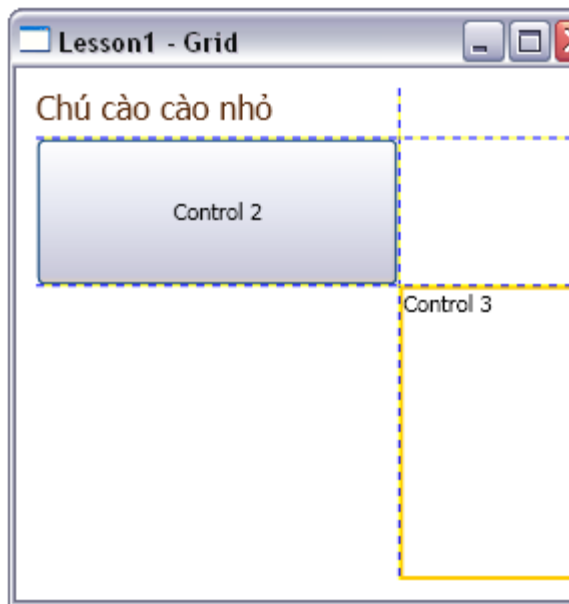 Lesson1 - Grid
Chú cào cào nhỏ
Control 2
Control 3